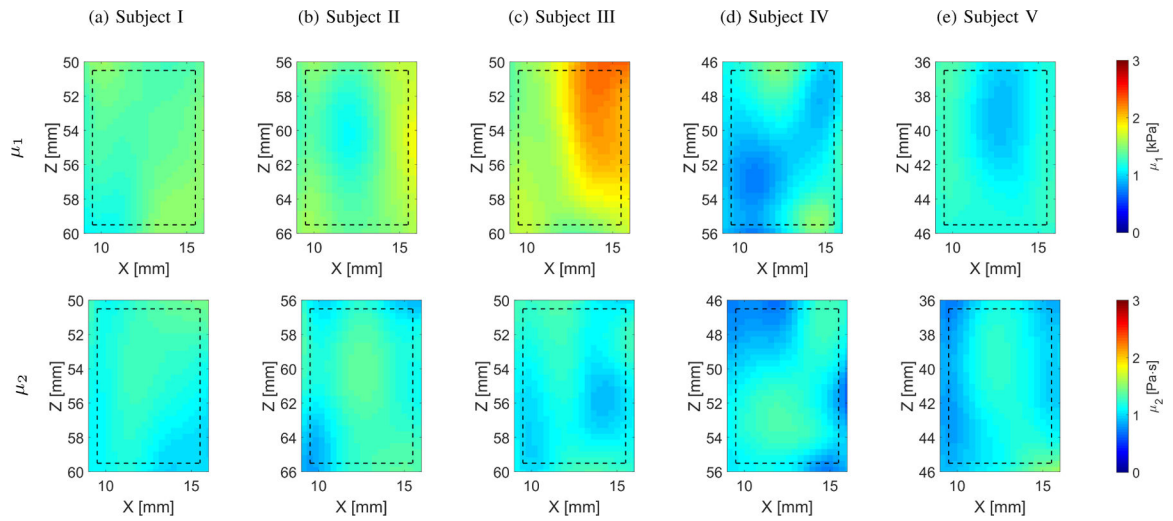 (a) Subject I (b) Subject II (c) Subject III (d) Subject IV (e) Subject V
μ1
Z [mm] 50 52 54 56 58 60
10 15
X [mm]
Z [mm] 56 58 60 62 64 66
10 15
X [mm]
Z [mm] 50 52 54 56 58 60
10 15
X [mm]
Z [mm] 46 48 50 52 54 56
10 15
X [mm]
Z [mm] 36 38 40 42 44 46
10 15
X [mm]
3 2 1 0
μ1 [kPa]
μ2
Z [mm] 50 52 54 56 58 60
10 15
X [mm]
Z [mm] 56 58 60 62 64 66
10 15
X [mm]
Z [mm] 50 52 54 56 58 60
10 15
X [mm]
Z [mm] 46 48 50 52 54 56
10 15
X [mm]
Z [mm] 36 38 40 42 44 46
10 15
X [mm]
3 2 1 0
μ2 [Pa·s]